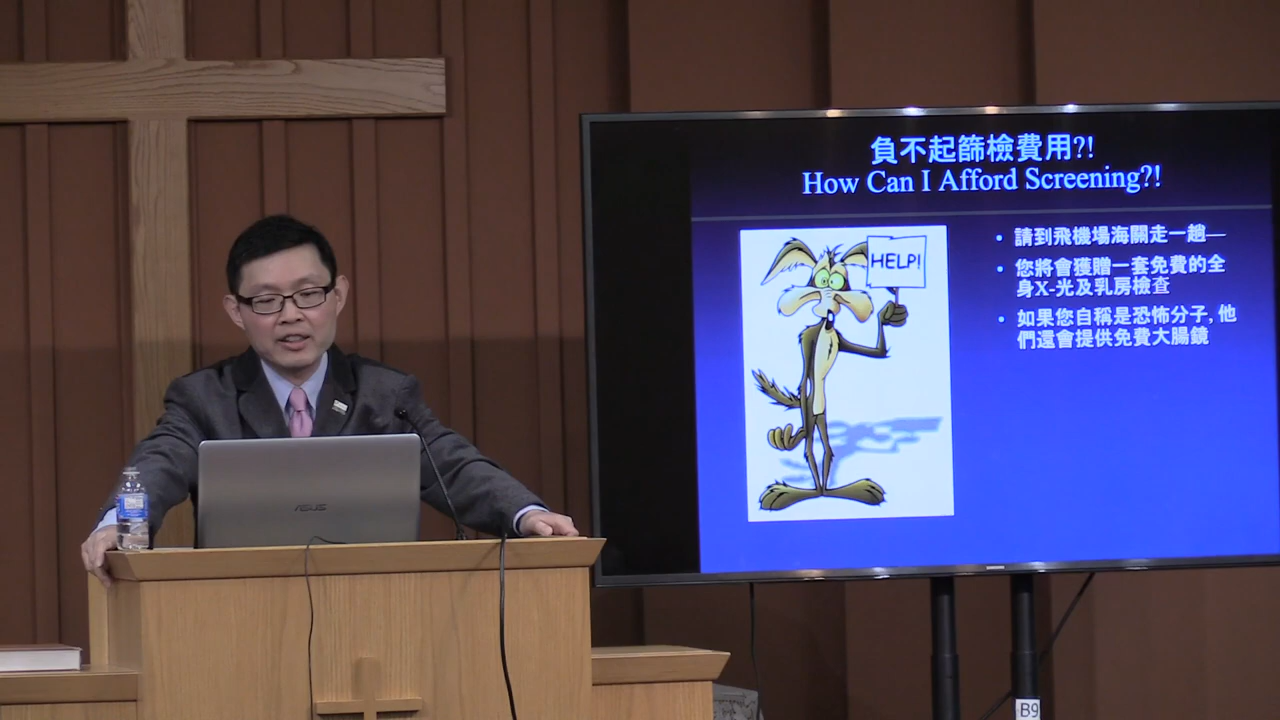 負不起篩檢費用?!
How Can I Afford Screening?!
HELP!
• 請到飛機場海關走一趟—
• 您將會獲贈一套免費的全
身X-光及乳房檢查
• 如果您自稱是恐怖分子, 他
們還會提供免費大腸鏡
ASUS
SAMSUNG
B9